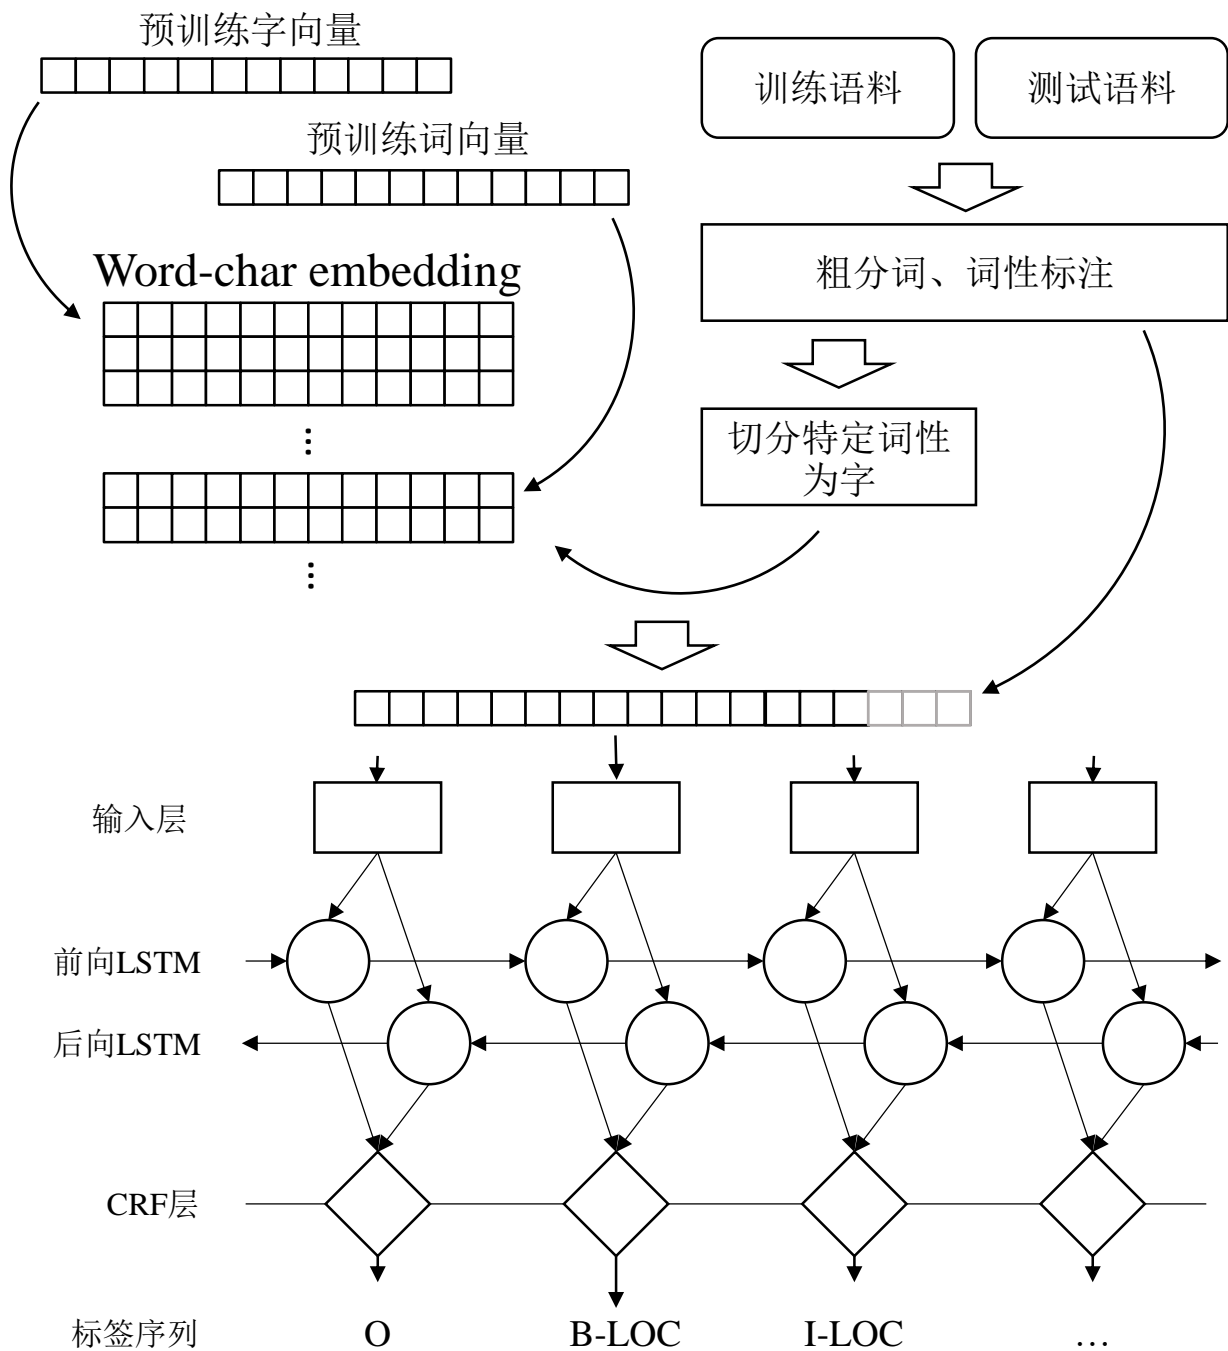 预训练字向量
预训练词向量
Word-char embedding
⋮
⋮
训练语料
测试语料
粗分词、词性标注
切分特定词性
为字
输入层
前向LSTM
后向LSTM
CRF层
标签序列 O B-LOC I-LOC …